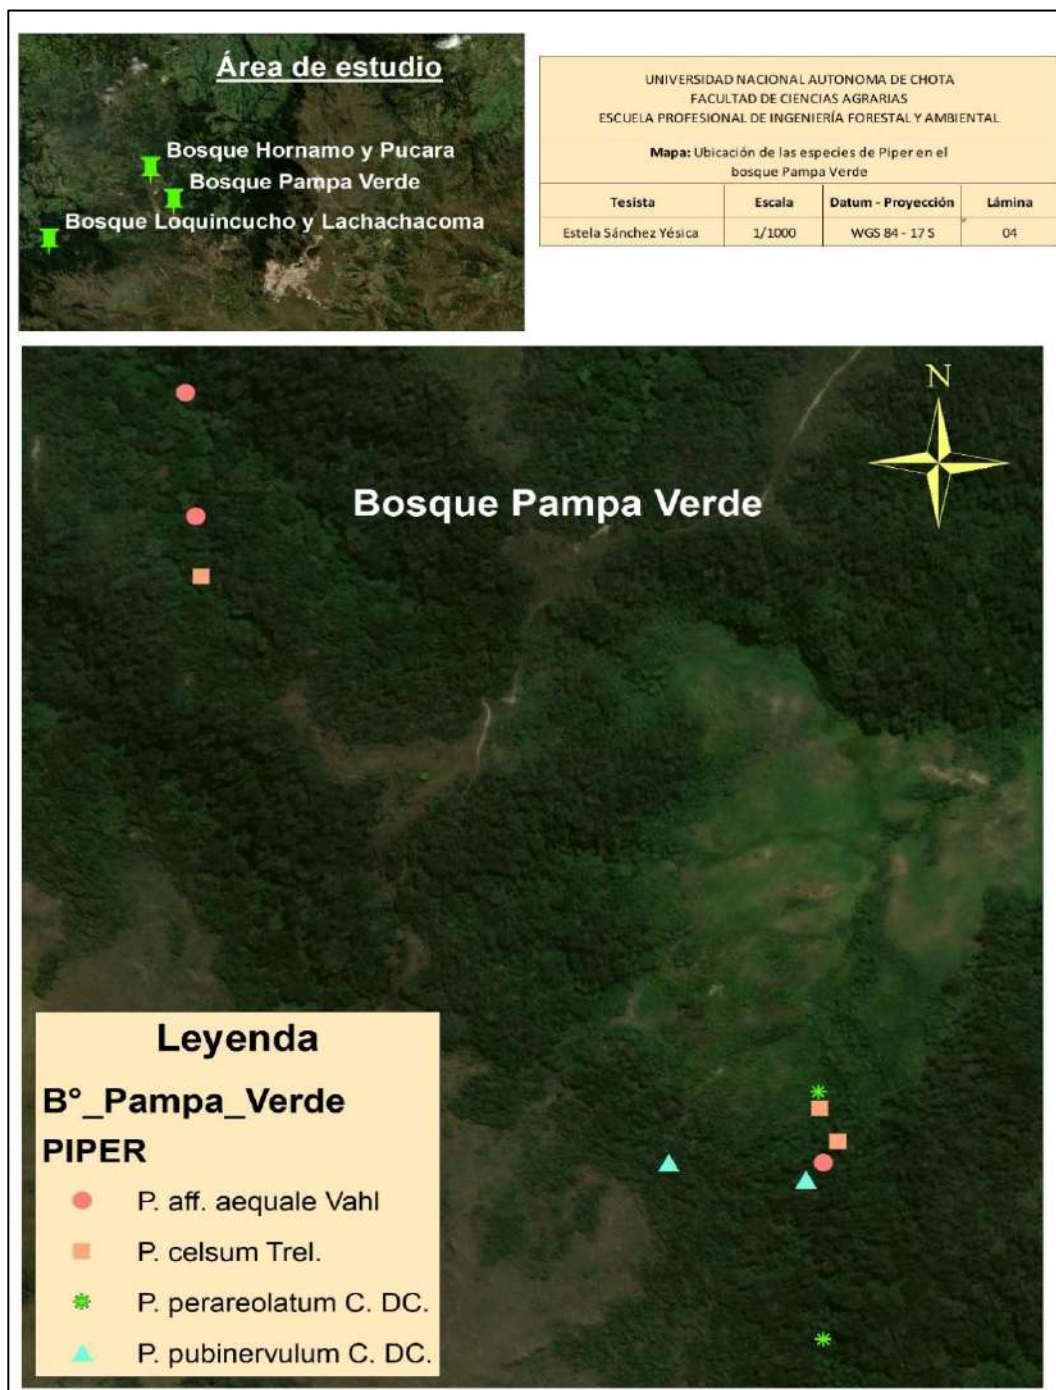 Área de estudio
Bosque Hornamo y Pucara
Bosque Pampa Verde
Bosque Loquincucho y Lachachacoma
UNIVERSIDAD NACIONAL AUTONOMA DE CHOTA
FACULTAD DE CIENCIAS AGRARIAS
ESCUELA PROFESIONAL DE INGENIERÍA FORESTAL Y AMBIENTAL
Mapa: Ubicación de las especies de Piper en el
bosque Pampa Verde
Tesista Escala Datum - Proyección Lámina
Estela Sánchez Yésica 1/1000 WGS 84 - 17 S 04
N
Bosque Pampa Verde
Leyenda
B°_Pampa_Verde
PIPER
P. aff. aequale Vahl
P. celsum Trel.
P. perareolatum C. DC.
P. pubinervulum C. DC.